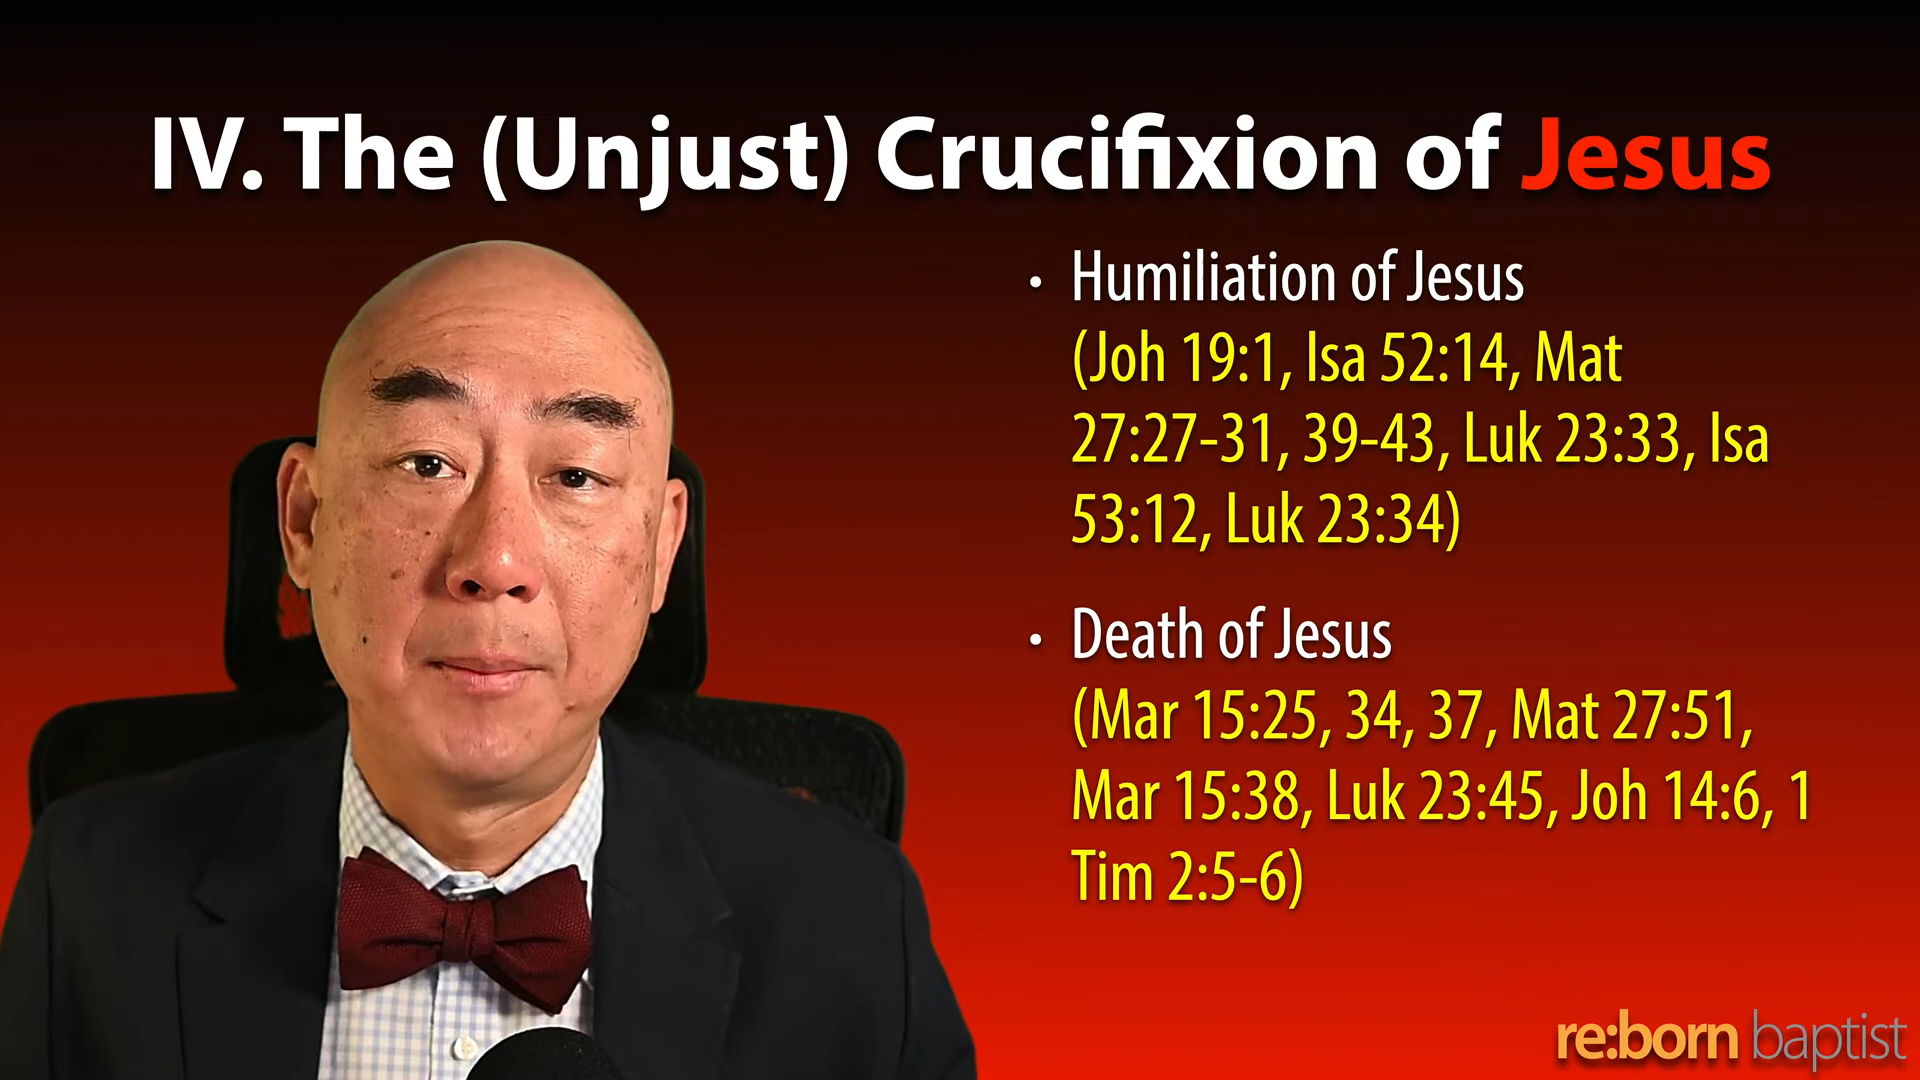 IV. The (Unjust) Crucifixion of Jesus
• Humiliation of Jesus
(Joh 19:1, Isa 52:14, Mat
27:27-31, 39-43, Luk 23:33, Isa
53:12, Luk 23:34)
• Death of Jesus
(Mar 15:25, 34, 37, Mat 27:51,
Mar 15:38, Luk 23:45, Joh 14:6, 1
Tim 2:5-6)
re:born baptist